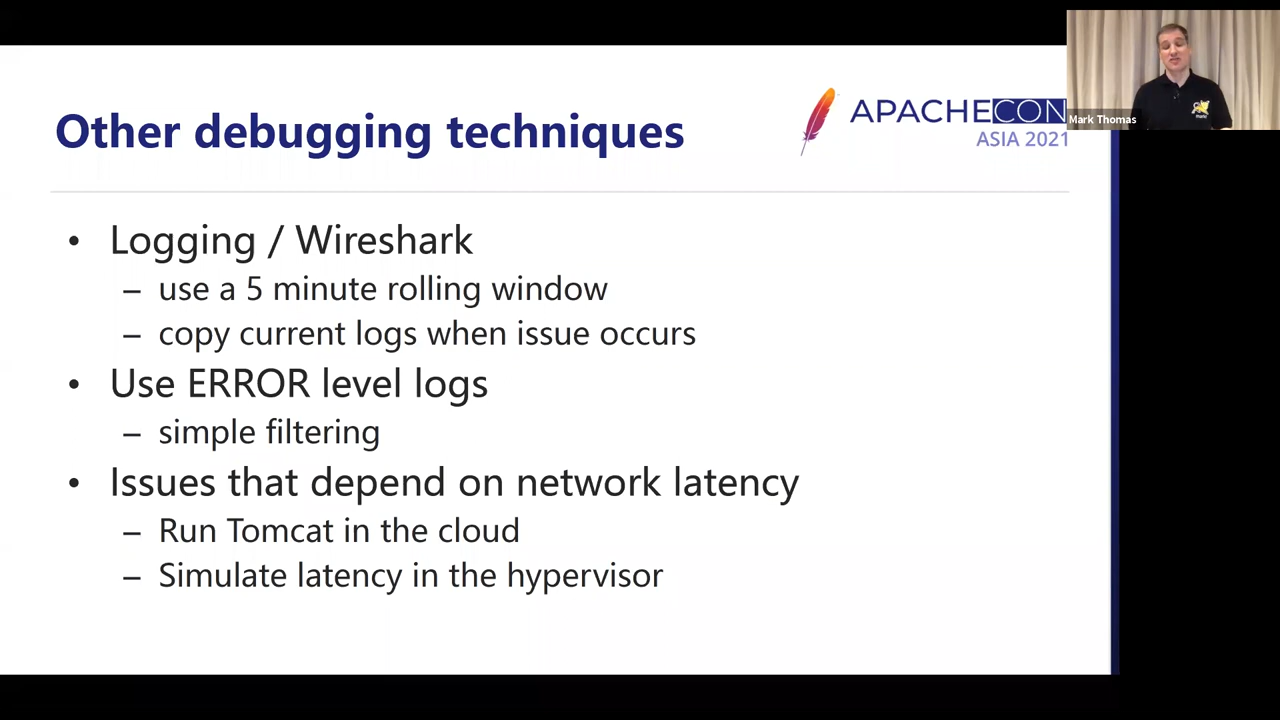 Other debugging techniques
APACHECON
ASIA 2021
Mark Thomas
• Logging / Wireshark
– use a 5 minute rolling window
– copy current logs when issue occurs
• Use ERROR level logs
– simple filtering
• Issues that depend on network latency
– Run Tomcat in the cloud
– Simulate latency in the hypervisor